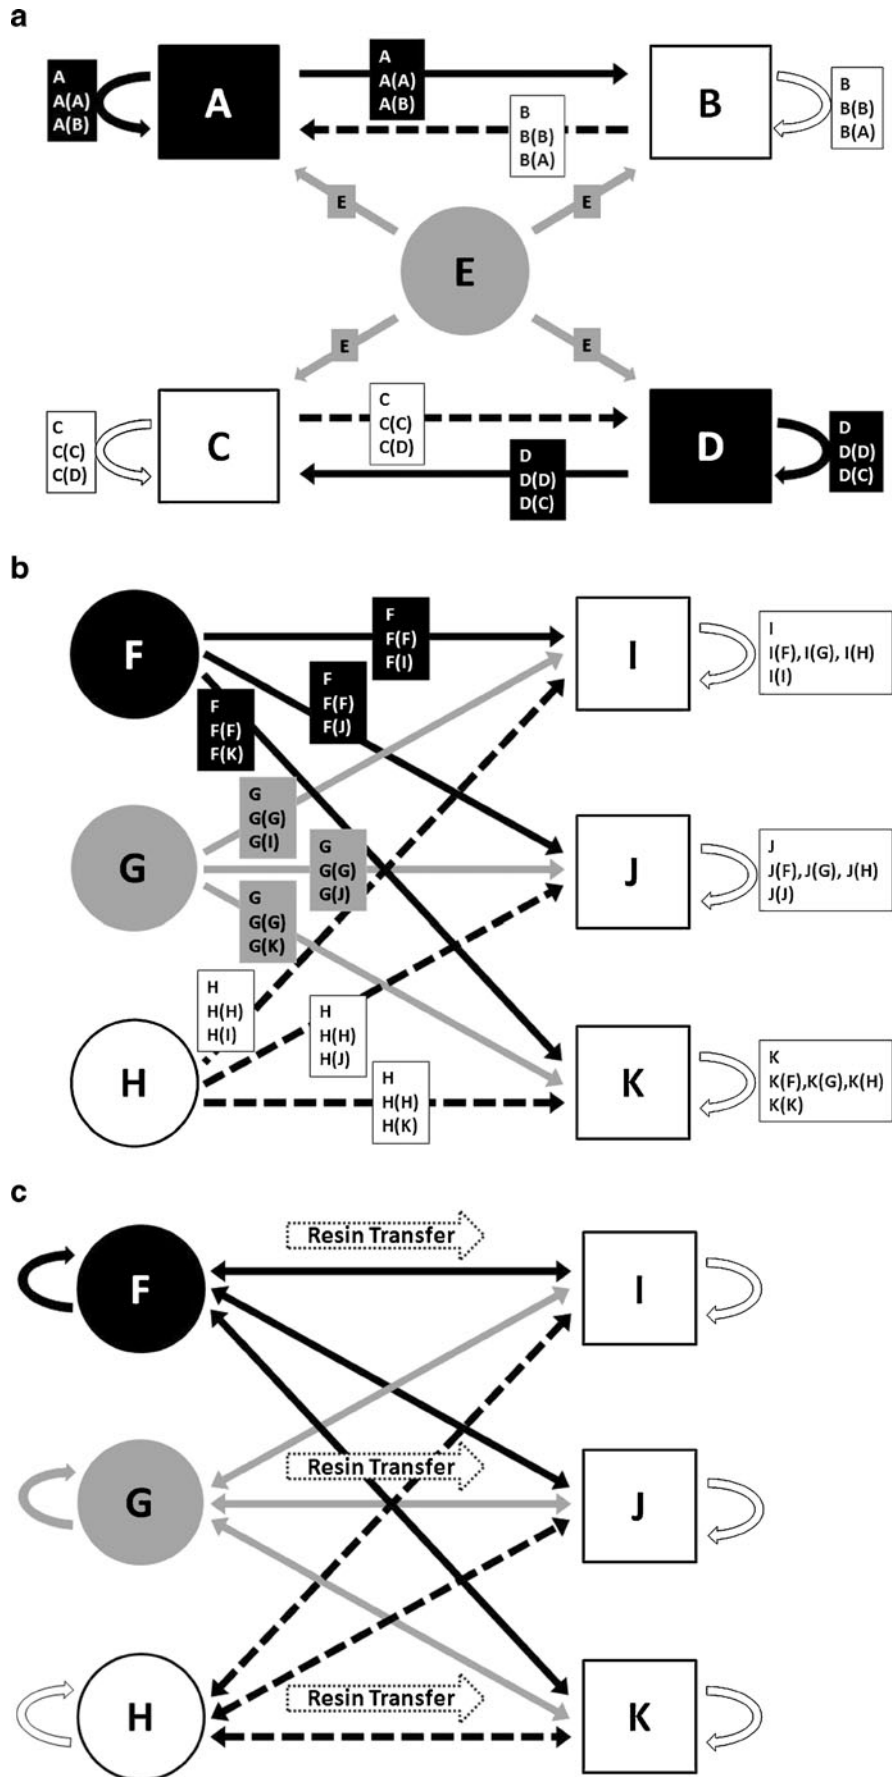 a
A
A(A)
A(B)
A
A
A(A)
A(B)
B
B(B)
B(A)
B
B
B(B)
B(A)
E
E
E
E
E
C
C(C)
C(D)
C
C
C(C)
C(D)
D
D(D)
D(C)
D
D
D(D)
D(C)
b
F
F
F(F)
F(I)
F
F(F)
F(J)
F
F(F)
F(K)
I
I
I(F), I(G), I(H)
I(I)
G
G
G(G)
G(I)
G
G(G)
G(J)
G
G(G)
G(K)
J
J
J(F), J(G), J(H)
J(J)
H
H
H(H)
H(I)
H
H(H)
H(J)
H
H(H)
H(K)
K
K
K(F),K(G),K(H)
K(K)
c
Resin Transfer
F
I
Resin Transfer
G
J
Resin Transfer
H
K